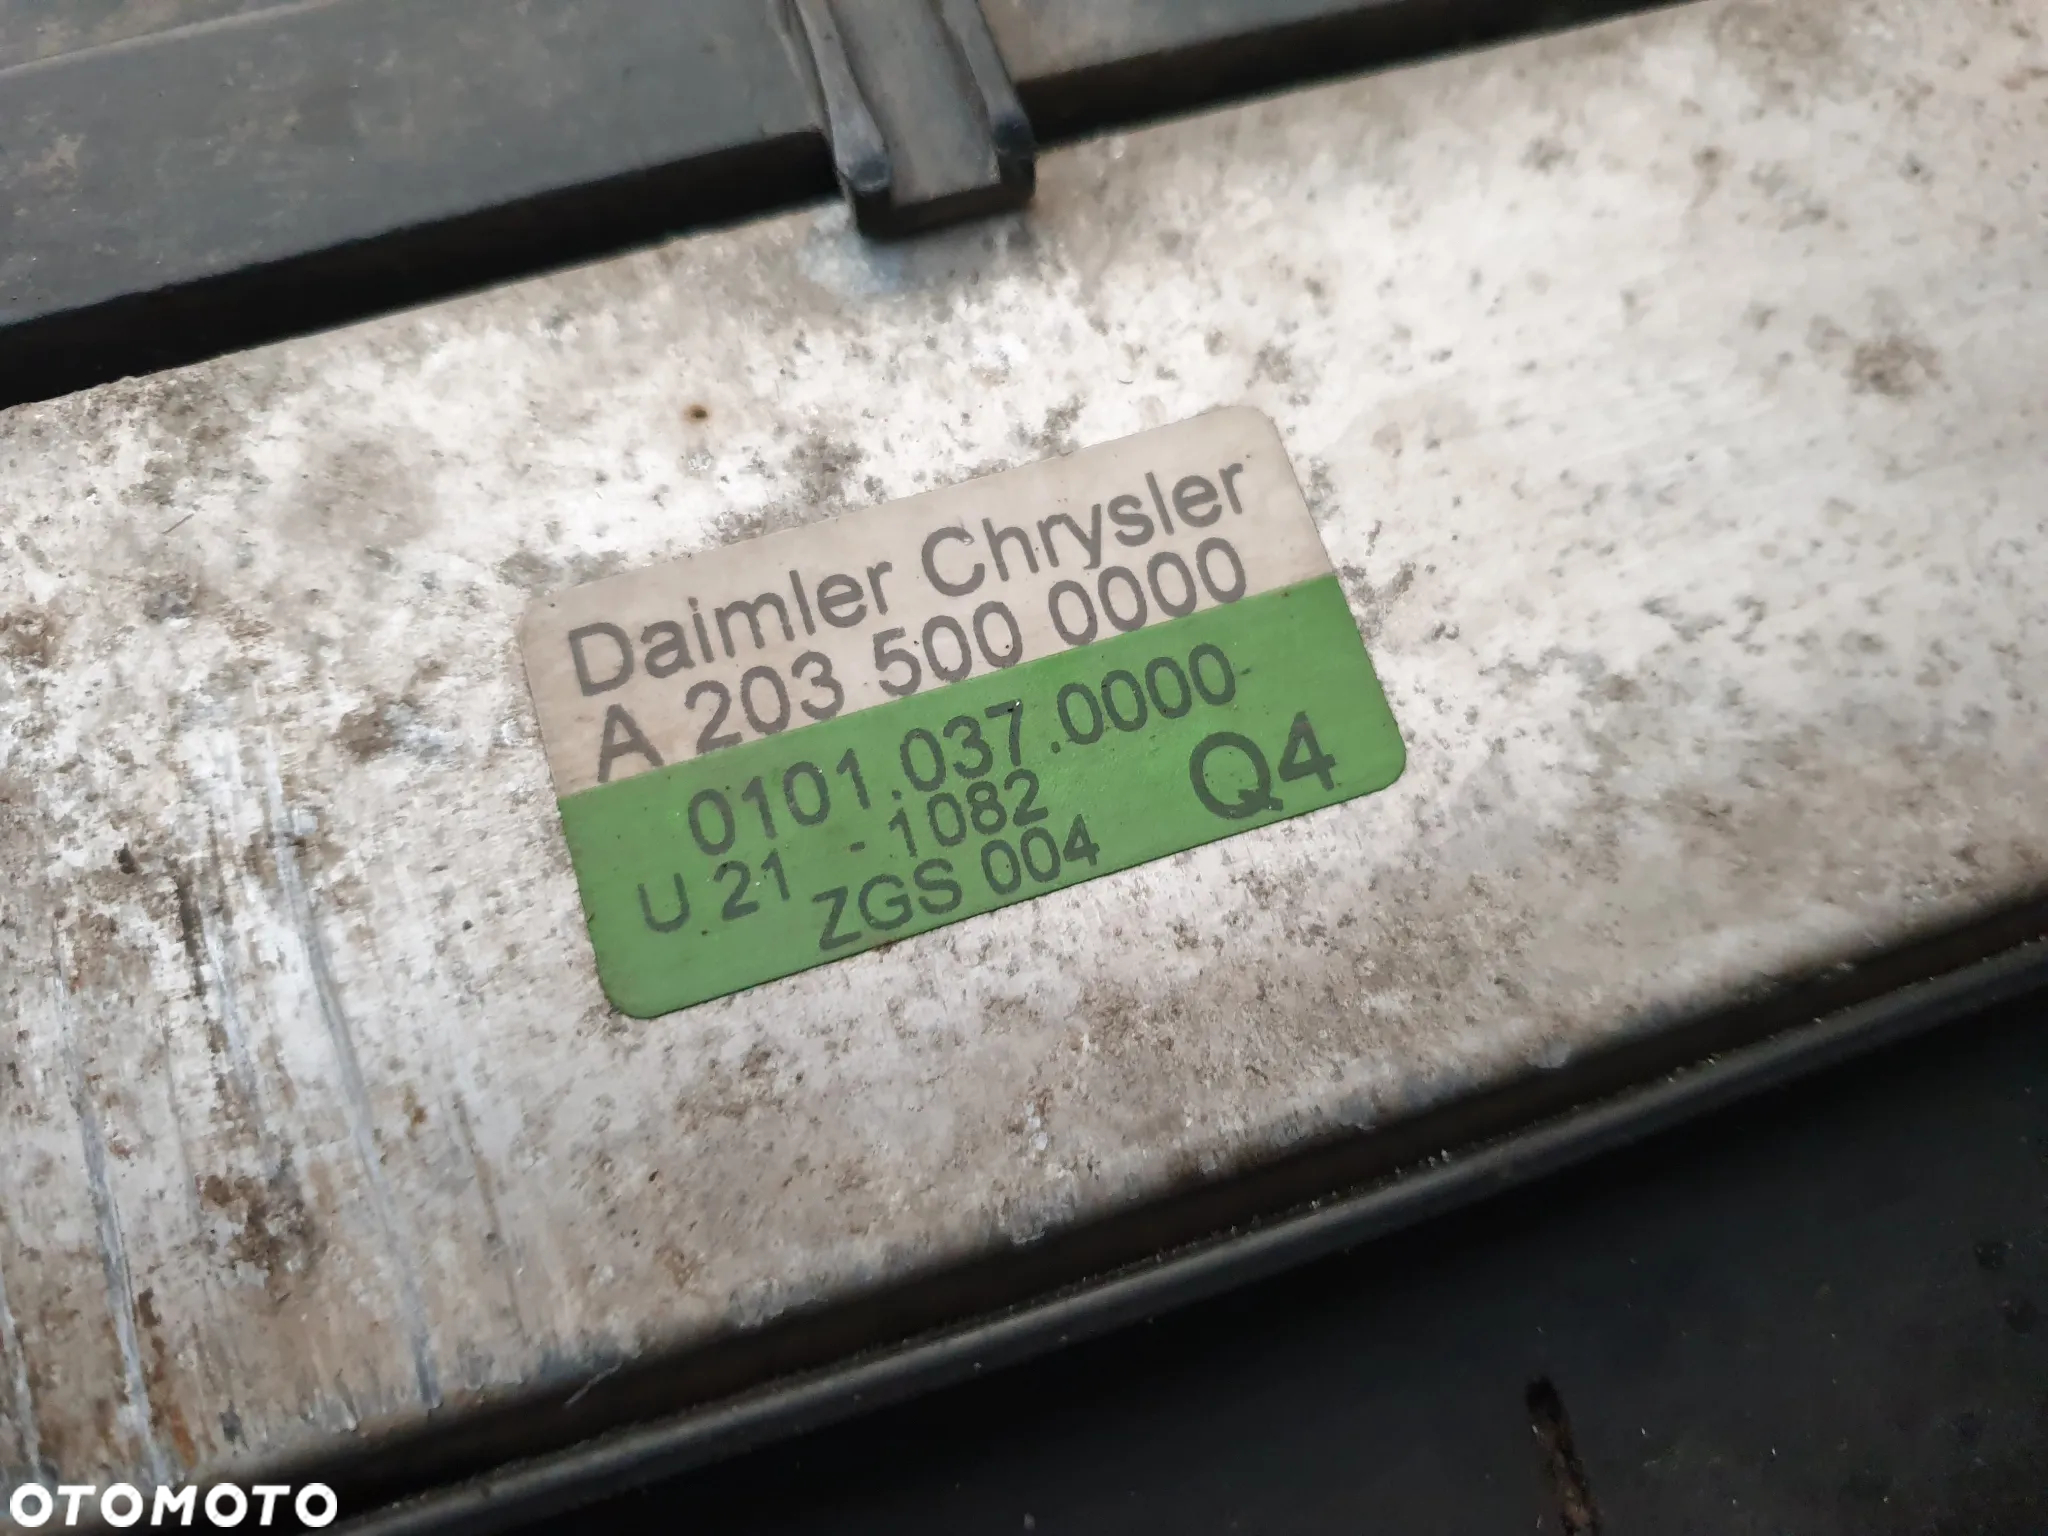 Daimler Chrysler
A 203 500 0000
0101.037.0000
U 21 - 1082 Q4
ZGS 004
OTOMOTO